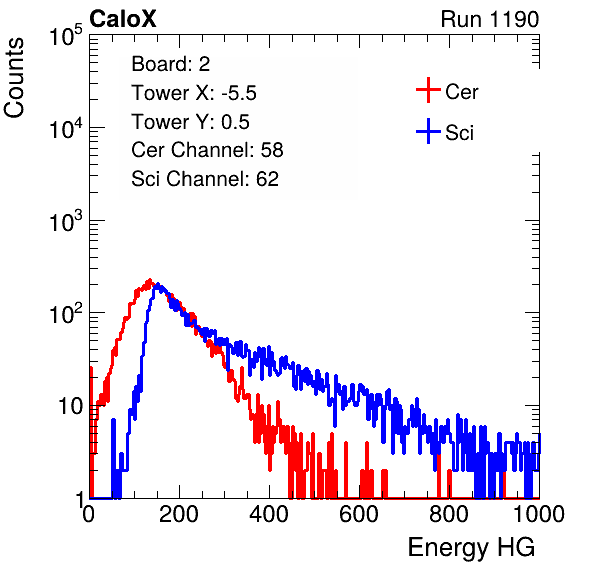 CaloX Run 1190
Counts
Board: 2
Tower X: -5.5
Tower Y: 0.5
Cer Channel: 58
Sci Channel: 62
Cer
Sci
10^5
10^4
10^3
10^2
10
1
0 200 400 600 800 1000
Energy HG